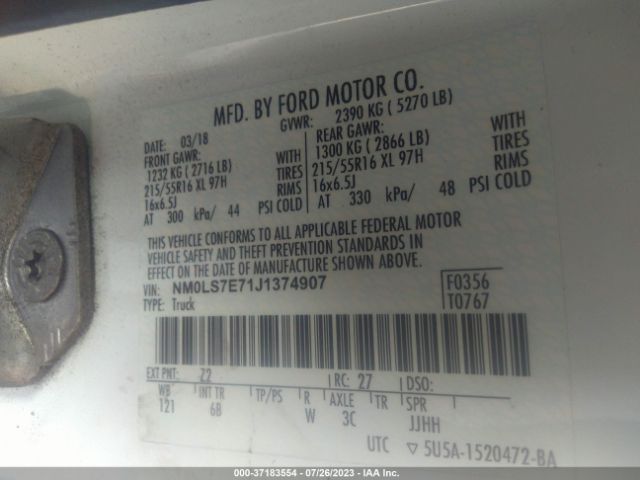 MFD. BY FORD MOTOR CO.
DATE: 03/18 GVWR: 2390 KG ( 5270 LB)
FRONT GAWR: REAR GAWR:
1232 KG ( 2716 LB) WITH 1300 KG ( 2866 LB) WITH
215/55R16 XL 97H TIRES 215/55R16 XL 97H TIRES
16x6.5J RIMS 16x6.5J RIMS
AT 300 kPa/ 44 PSI COLD AT 330 kPa/ 48 PSI COLD
THIS VEHICLE CONFORMS TO ALL APPLICABLE FEDERAL MOTOR
VEHICLE SAFETY AND THEFT PREVENTION STANDARDS IN
EFFECT ON THE DATE OF MANUFACTURE SHOWN ABOVE.
VIN: NM0LS7E71J1374907 F0356
TYPE: Truck T0767
EXT PNT: Z2 RC: 27 DSO:
WB INT TR TP/PS R AXLE TR SPR
121 6B W 3C JJHH
UTC ▽ 5U5A-1520472-BA
000-37183554 - 07/26/2023 - IAA Inc.